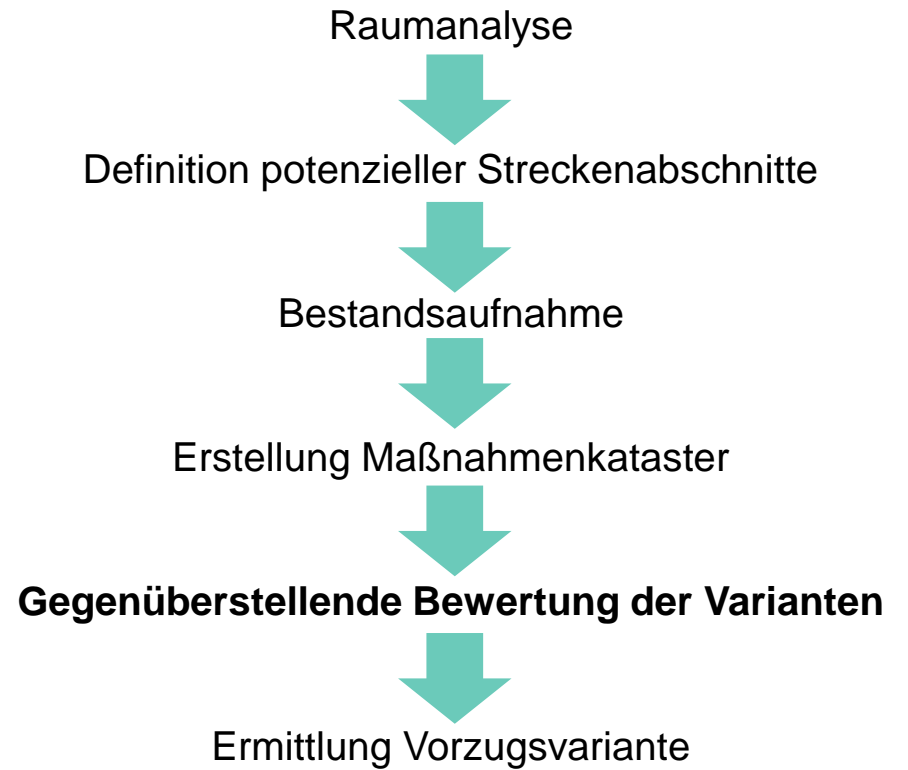 Raumanalyse
Definition potenzieller Streckenabschnitte
Bestandsaufnahme
Erstellung Maßnahmenkataster
Gegenüberstellende Bewertung der Varianten
Ermittlung Vorzugsvariante